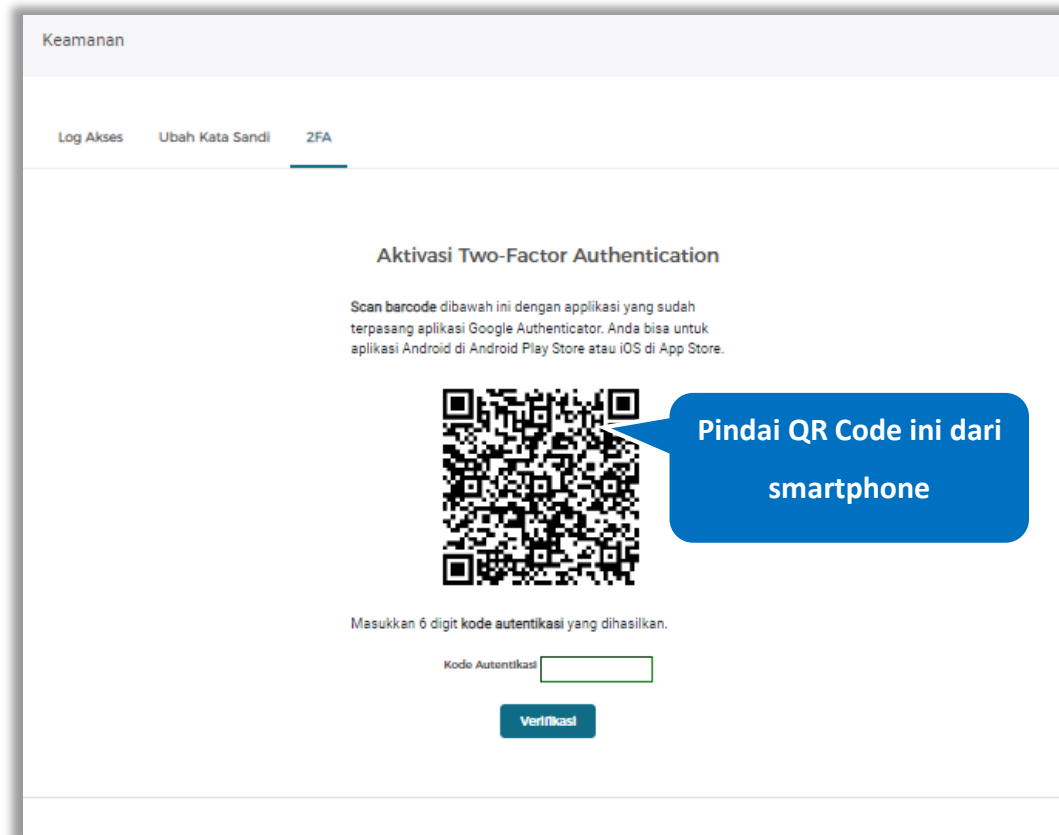 Keamanan
Log Akses Ubah Kata Sandi 2FA
Aktivasi Two-Factor Authentication
Scan barcode dibawah ini dengan applikasi yang sudah
terpasang aplikasi Google Authenticator. Anda bisa untuk
aplikasi Android di Android Play Store atau iOS di App Store.
Pindai QR Code ini dari
smartphone
Masukkan 6 digit kode autentikasi yang dihasilkan.
Kode Autentikasi
Verifikasi